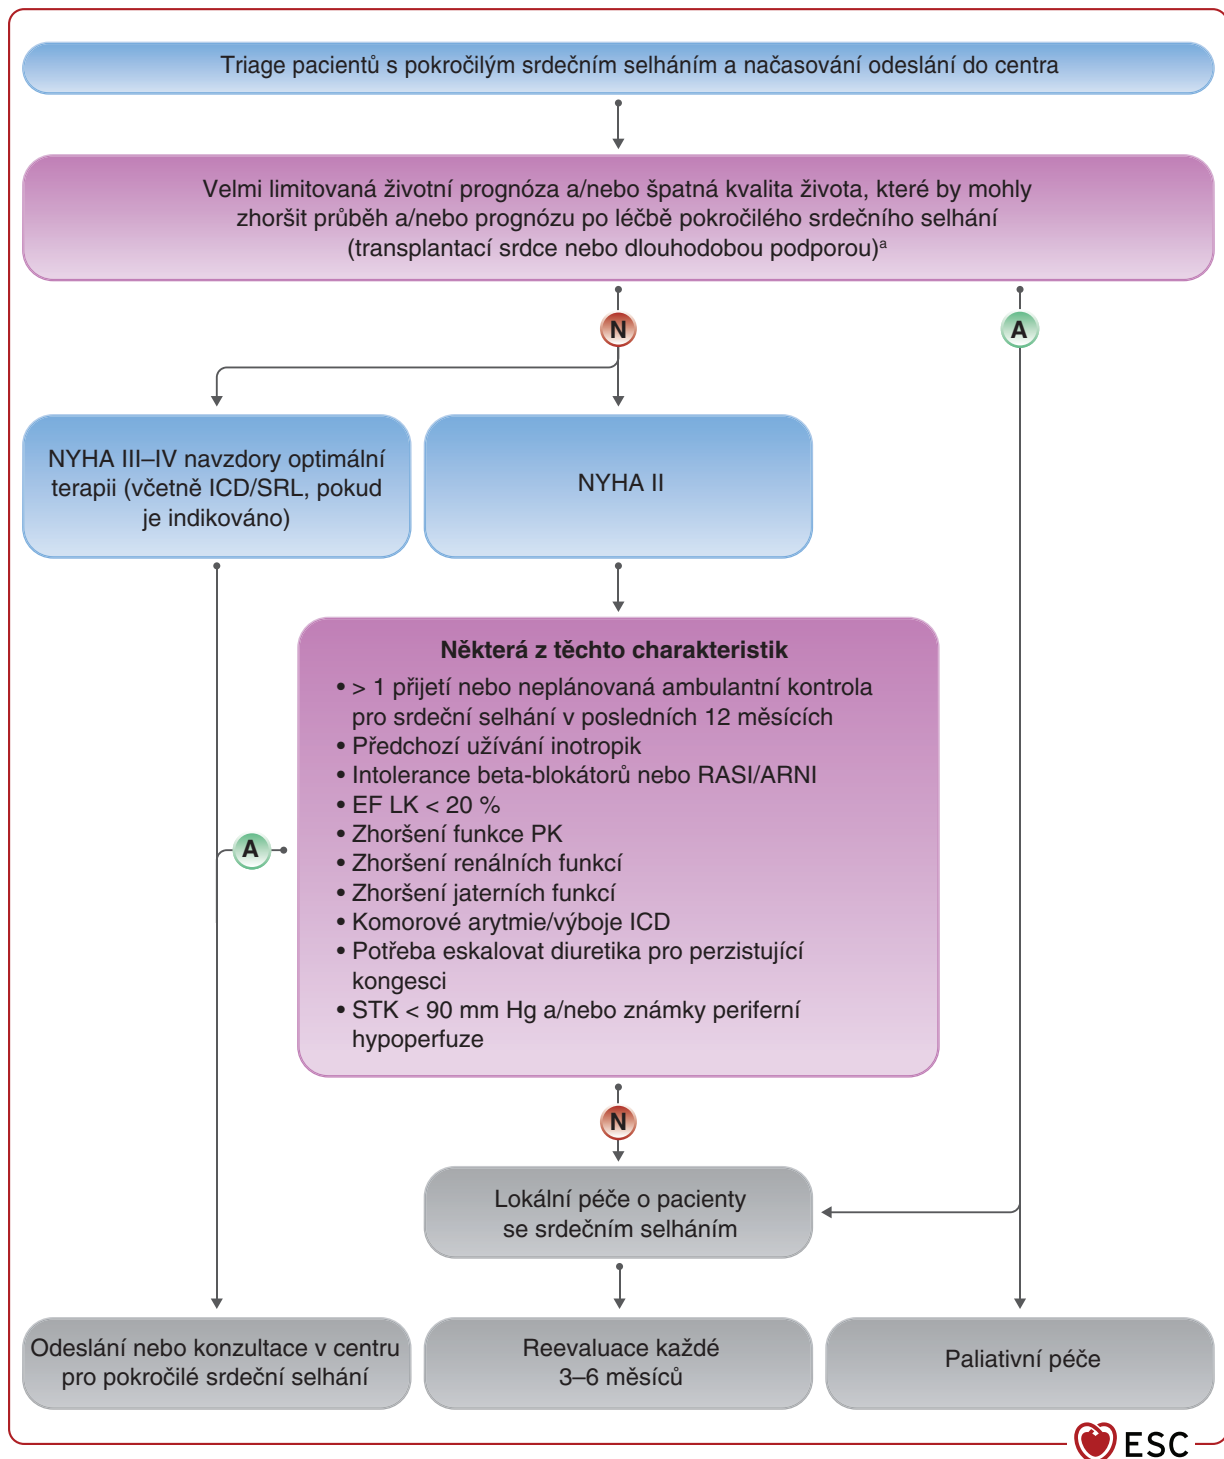 Triage pacientů s pokročilým srdečním selháním a načasování odeslání do centra
Velmi limitovaná životní prognóza a/nebo špatná kvalita života, které by mohly
zhoršit průběh a/nebo prognózu po léčbě pokročilého srdečního selhání
(transplantací srdce nebo dlouhodobou podporou)ᵃ
N
A
NYHA III–IV navzdory optimální
terapii (včetně ICD/SRL, pokud
je indikováno)
NYHA II
Některá z těchto charakteristik
• > 1 přijetí nebo neplánovaná ambulantní kontrola
pro srdeční selhání v posledních 12 měsících
• Předchozí užívání inotropik
• Intolerance beta-blokátorů nebo RASI/ARNI
• EF LK < 20 %
• Zhoršení funkce PK
• Zhoršení renálních funkcí
• Zhoršení jaterních funkcí
• Komorové arytmie/výboje ICD
• Potřeba eskalovat diuretika pro perzistující
kongesci
• STK < 90 mm Hg a/nebo známky periferní
hypoperfuze
A
N
Lokální péče o pacienty
se srdečním selháním
Odeslání nebo konzultace v centru
pro pokročilé srdeční selhání
Reevaluace každé
3–6 měsíců
Paliativní péče
ESC